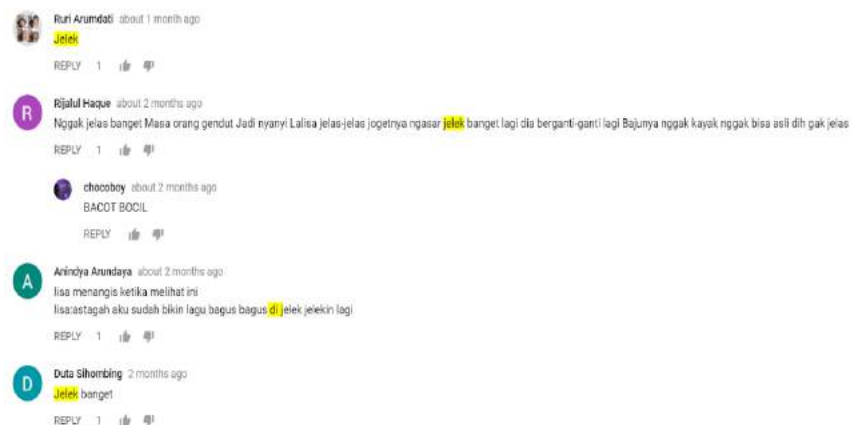 Ruri Arumdati about 1 month ago
Jelek
REPLY 1
R
Rijalul Haque about 2 months ago
Nggak jelas banget Masa orang gendut Jadi nyanyi Lalisa jelas-jelas jogetnya ngasar jelek banget lagi dia berganti-ganti lagi Bajunya nggak kayak nggak bisa asli dih gak jelas
REPLY 1
chocoboy about 2 months ago
BACOT BOCIL
REPLY
A
Anindya Arundaya about 2 months ago
lisa menangis ketika melihat ini
lisa:astagah aku sudah bikin lagu bagus bagus di jelek jelekin lagi
REPLY 1
D
Duta Sihombing 2 months ago
Jelek banget
REPLY 1